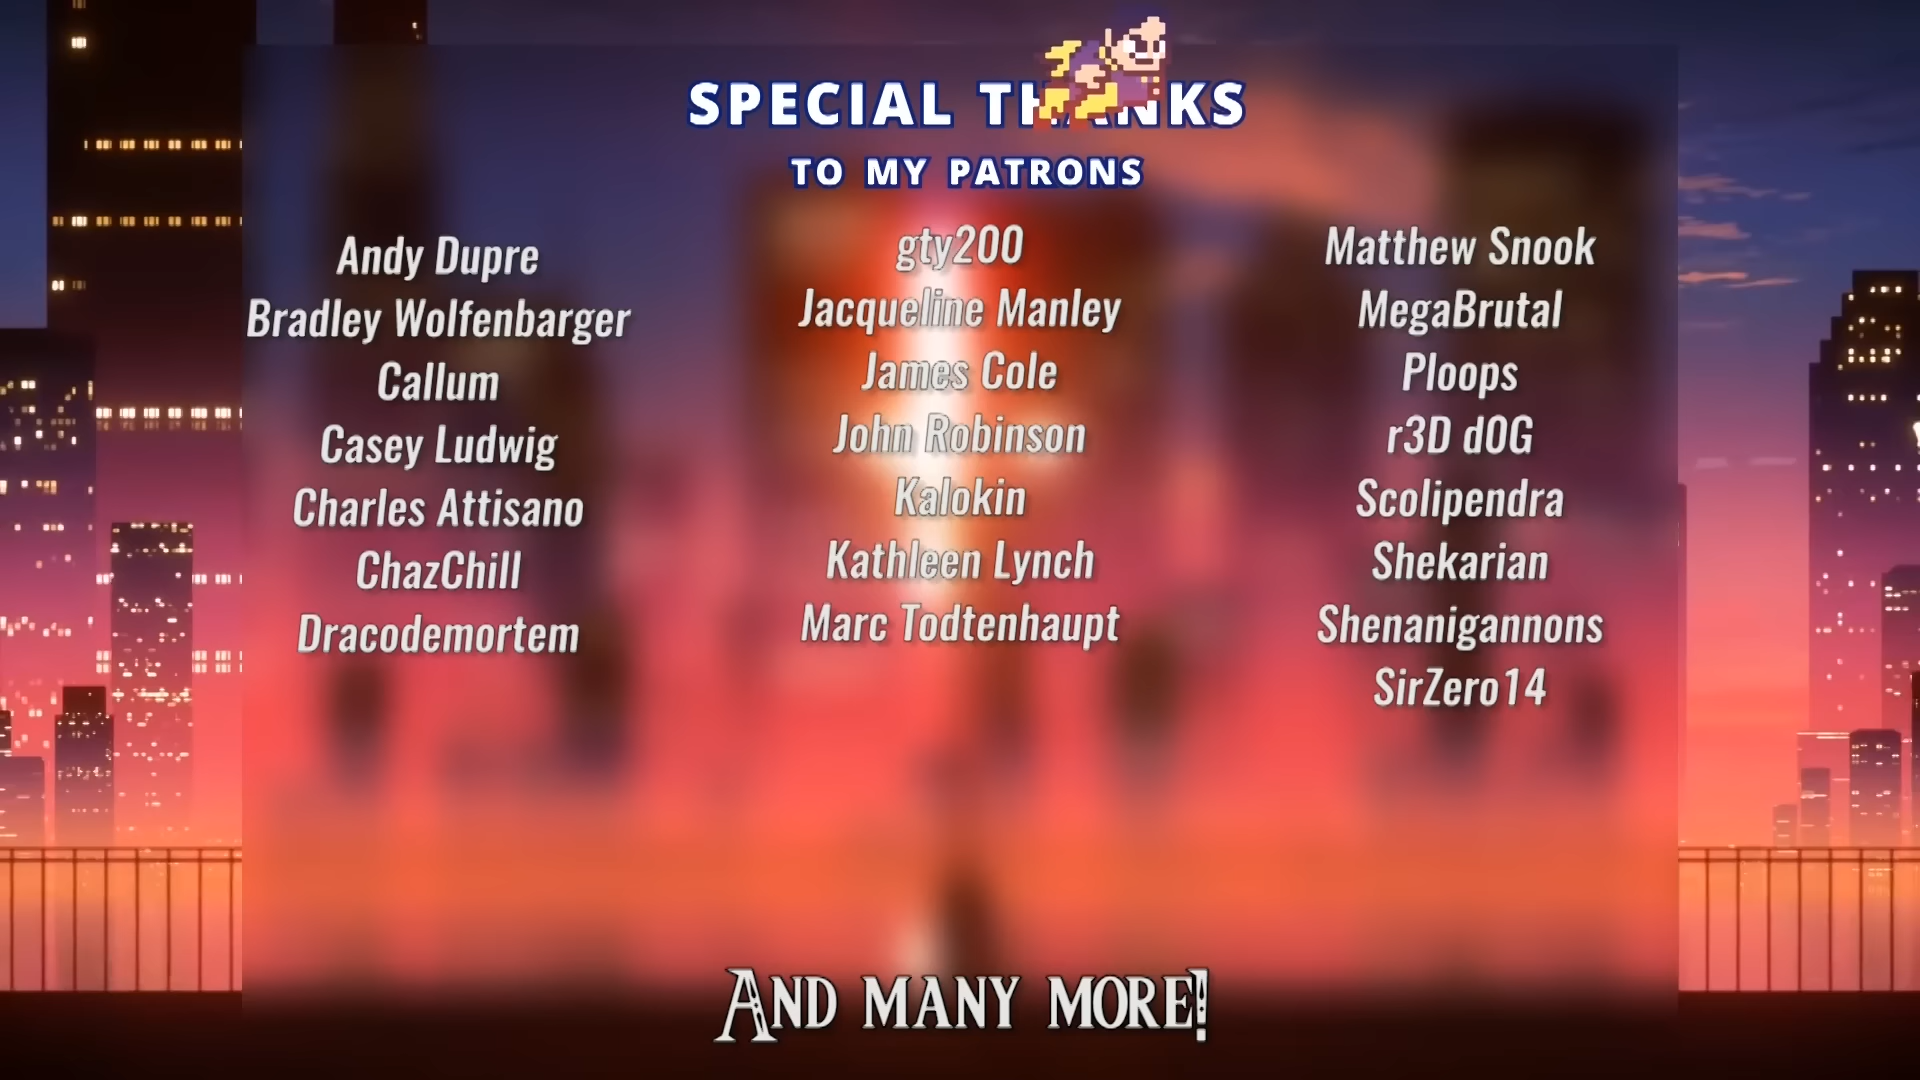 SPECIAL THANKS
TO MY PATRONS
Andy Dupre
Bradley Wolfenbarger
Callum
Casey Ludwig
Charles Attisano
ChazChill
Dracodemortem
gty200
Jacqueline Manley
James Cole
John Robinson
Kalokin
Kathleen Lynch
Marc Todtenhaupt
Matthew Snook
MegaBrutal
Ploops
r3D d0G
Scolipendra
Shekarian
Shenanigannons
SirZero14
AND MANY MORE!